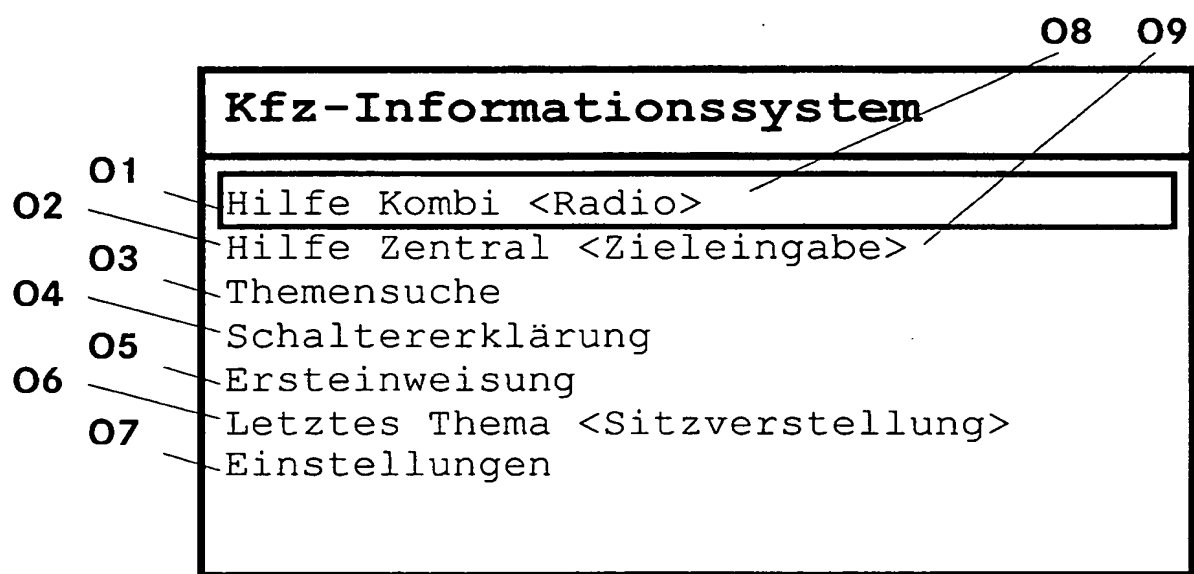 O8 O9
Kfz-Informationssystem
O1
Hilfe Kombi <Radio>
O2
Hilfe Zentral <Zieleingabe>
O3
Themensuche
O4
Schaltererklärung
O5
Ersteinweisung
O6
Letztes Thema <Sitzverstellung>
O7
Einstellungen